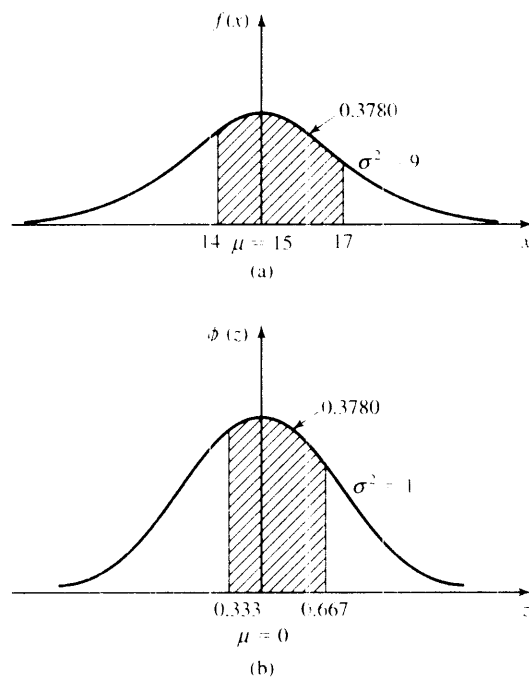 f(x)
0.3780
σ² = 9
14 μ = 15 17 x
(a)
ϕ (z)
0.3780
σ² = 1
0.333 0.667 z
μ = 0
(b)